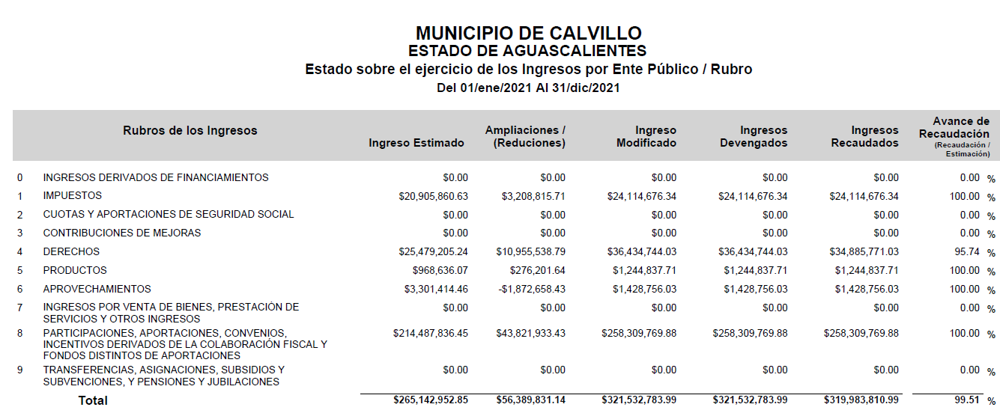 MUNICIPIO DE CALVILLO
ESTADO DE AGUASCALIENTES
Estado sobre el ejercicio de los Ingresos por Ente Público / Rubro
Del 01/ene/2021 Al 31/dic/2021
Rubros de los Ingresos Ingreso Estimado Ampliaciones / (Reduciones) Ingreso Modificado Ingresos Devengados Ingresos Recaudados Avance de Recaudación (Recaudación / Estimación)
0 INGRESOS DERIVADOS DE FINANCIAMIENTOS $0.00 $0.00 $0.00 $0.00 $0.00 0.00 %
1 IMPUESTOS $20,905,860.63 $3,208,815.71 $24,114,676.34 $24,114,676.34 $24,114,676.34 100.00 %
2 CUOTAS Y APORTACIONES DE SEGURIDAD SOCIAL $0.00 $0.00 $0.00 $0.00 $0.00 0.00 %
3 CONTRIBUCIONES DE MEJORAS $0.00 $0.00 $0.00 $0.00 $0.00 0.00 %
4 DERECHOS $25,479,205.24 $10,955,538.79 $36,434,744.03 $36,434,744.03 $34,885,771.03 95.74 %
5 PRODUCTOS $968,636.07 $276,201.64 $1,244,837.71 $1,244,837.71 $1,244,837.71 100.00 %
6 APROVECHAMIENTOS $3,301,414.46 -$1,872,658.43 $1,428,756.03 $1,428,756.03 $1,428,756.03 100.00 %
7 INGRESOS POR VENTA DE BIENES, PRESTACIÓN DE $0.00 $0.00 $0.00 $0.00 $0.00 0.00 %
SERVICIOS Y OTROS INGRESOS
8 PARTICIPACIONES, APORTACIONES, CONVENIOS, $214,487,836.45 $43,821,933.43 $258,309,769.88 $258,309,769.88 $258,309,769.88 100.00 %
INCENTIVOS DERIVADOS DE LA COLABORACIÓN FISCAL Y
FONDOS DISTINTOS DE APORTACIONES
9 TRANSFERENCIAS, ASIGNACIONES, SUBSIDIOS Y $0.00 $0.00 $0.00 $0.00 $0.00 0.00 %
SUBVENCIONES, Y PENSIONES Y JUBILACIONES
Total $265,142,952.85 $56,389,831.14 $321,532,783.99 $321,532,783.99 $319,983,810.99 99.51 %